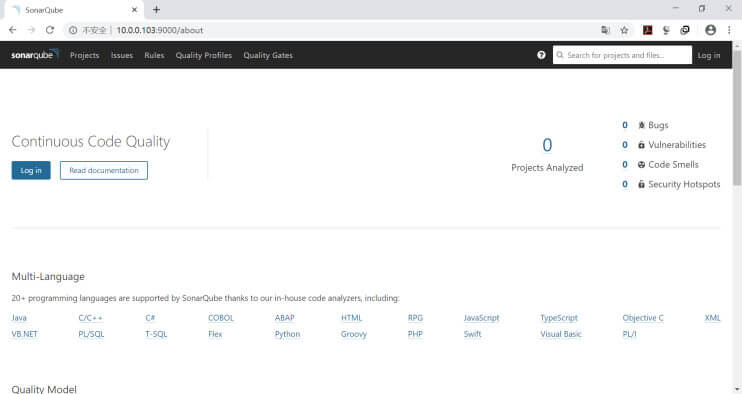 SonarQube
不安全 | 10.0.0.103:9000/about
sonarqube Projects Issues Rules Quality Profiles Quality Gates Search for projects and files... Log in
Continuous Code Quality
Log in Read documentation
0
Projects Analyzed
0 Bugs
0 Vulnerabilities
0 Code Smells
0 Security Hotspots
Multi-Language
20+ programming languages are supported by SonarQube thanks to our in-house code analyzers, including:
Java C/C++ C# COBOL ABAP HTML RPG JavaScript TypeScript Objective C XML
VB.NET PL/SQL T-SQL Flex Python Groovy PHP Swift Visual Basic PL/I
Quality Model